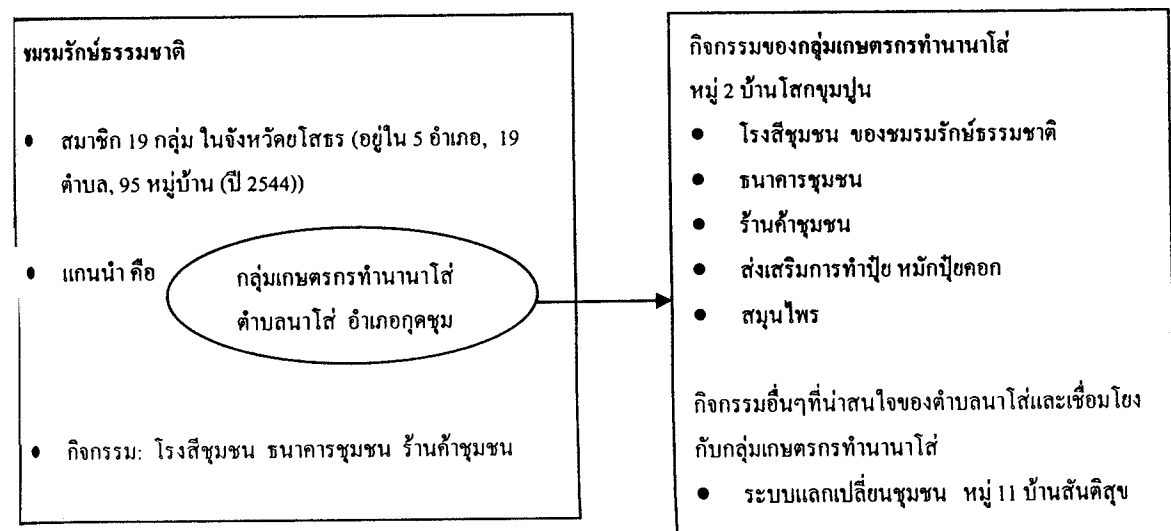 ชมรมรักษ์ธรรมชาติ
• สมาชิก 19 กลุ่ม ในจังหวัดยโสธร (อยู่ใน 5 อำเภอ, 19
ตำบล, 95 หมู่บ้าน (ปี 2544))
• แกนนำ คือ
กลุ่มเกษตรกรทำนานาโส่
ตำบลนาโส่ อำเภอกุดชุม
• กิจกรรม: โรงสีชุมชน ธนาคารชุมชน ร้านค้าชุมชน
กิจกรรมของกลุ่มเกษตรกรทำนานาโส่
หมู่ 2 บ้านโสกขุมปูน
• โรงสีชุมชน ของชมรมรักษ์ธรรมชาติ
• ธนาคารชุมชน
• ร้านค้าชุมชน
• ส่งเสริมการทำปุ๋ย หมักปุ๋ยคอก
• สมุนไพร
กิจกรรมอื่นๆที่น่าสนใจของตำบลนาโส่และเชื่อมโยง
กับกลุ่มเกษตรกรทำนานาโส่
• ระบบแลกเปลี่ยนชุมชน หมู่ 11 บ้านสันติสุข